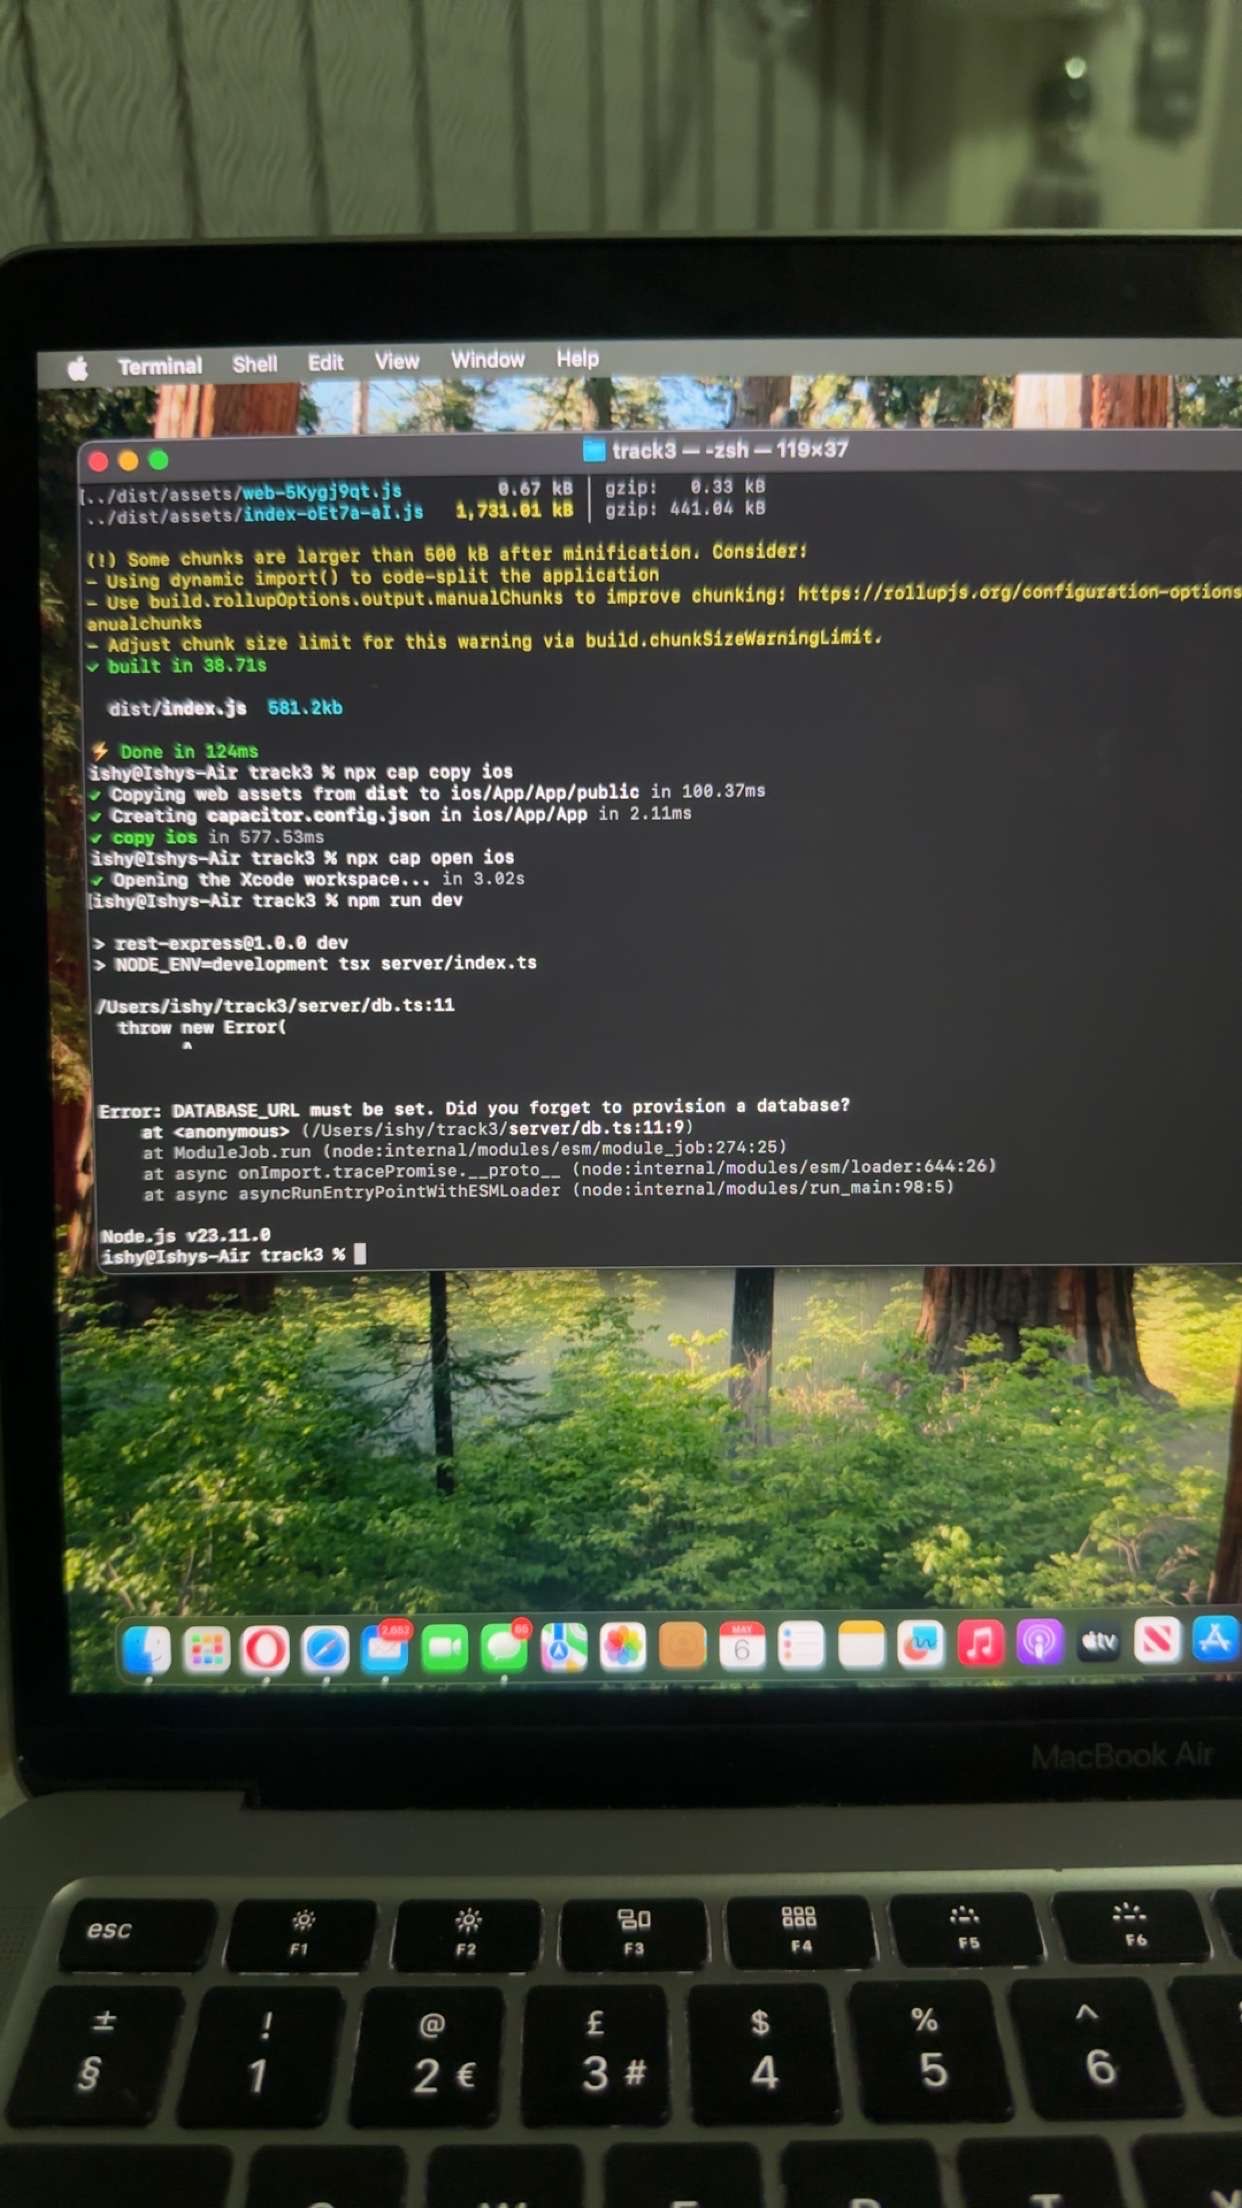 Terminal Shell Edit View Window Help
track3 — -zsh — 119×37
../dist/assets/web-5Kygj9qt.js 0.67 kB │ gzip: 0.33 kB
../dist/assets/index-oEt7a-aI.js 1,731.01 kB │ gzip: 441.04 kB
(!) Some chunks are larger than 500 kB after minification. Consider:
- Using dynamic import() to code-split the application
- Use build.rollupOptions.output.manualChunks to improve chunking: https://rollupjs.org/configuration-options
anualchunks
- Adjust chunk size limit for this warning via build.chunkSizeWarningLimit.
✓ built in 38.71s
dist/index.js 581.2kb
⚡ Done in 124ms
ishy@Ishys-Air track3 % npx cap copy ios
✔ Copying web assets from dist to ios/App/App/public in 100.37ms
✔ Creating capacitor.config.json in ios/App/App in 2.11ms
✔ copy ios in 577.53ms
ishy@Ishys-Air track3 % npx cap open ios
✔ Opening the Xcode workspace... in 3.02s
[ishy@Ishys-Air track3 % npm run dev
> rest-express@1.0.0 dev
> NODE_ENV=development tsx server/index.ts
/Users/ishy/track3/server/db.ts:11
throw new Error(
^
Error: DATABASE_URL must be set. Did you forget to provision a database?
at <anonymous> (/Users/ishy/track3/server/db.ts:11:9)
at ModuleJob.run (node:internal/modules/esm/module_job:274:25)
at async onImport.tracePromise.__proto__ (node:internal/modules/esm/loader:644:26)
at async asyncRunEntryPointWithESMLoader (node:internal/modules/run_main:98:5)
Node.js v23.11.0
ishy@Ishys-Air track3 %
MAY
6
tv
MacBook Air
esc F1 F2 F3 F4 F5 F6
± ! @ £ $ % ^
§ 1 2 € 3 # 4 5 6